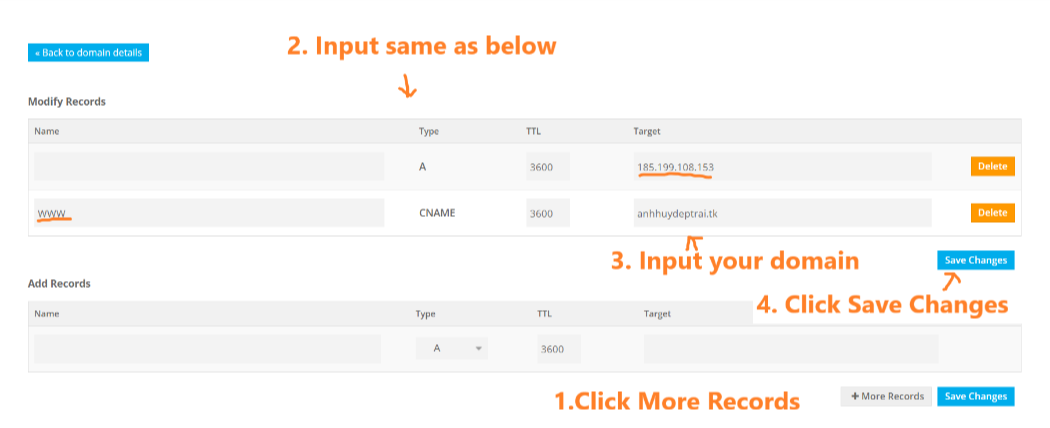 2. Input same as below
« Back to domain details
Modify Records
Name Type TTL Target
A 3600 185.199.108.153 Delete
WWW CNAME 3600 anhhuydeptrai.tk Delete
3. Input your domain
Save Changes
Add Records
4. Click Save Changes
Name Type TTL Target
A 3600
1.Click More Records
+ More Records Save Changes